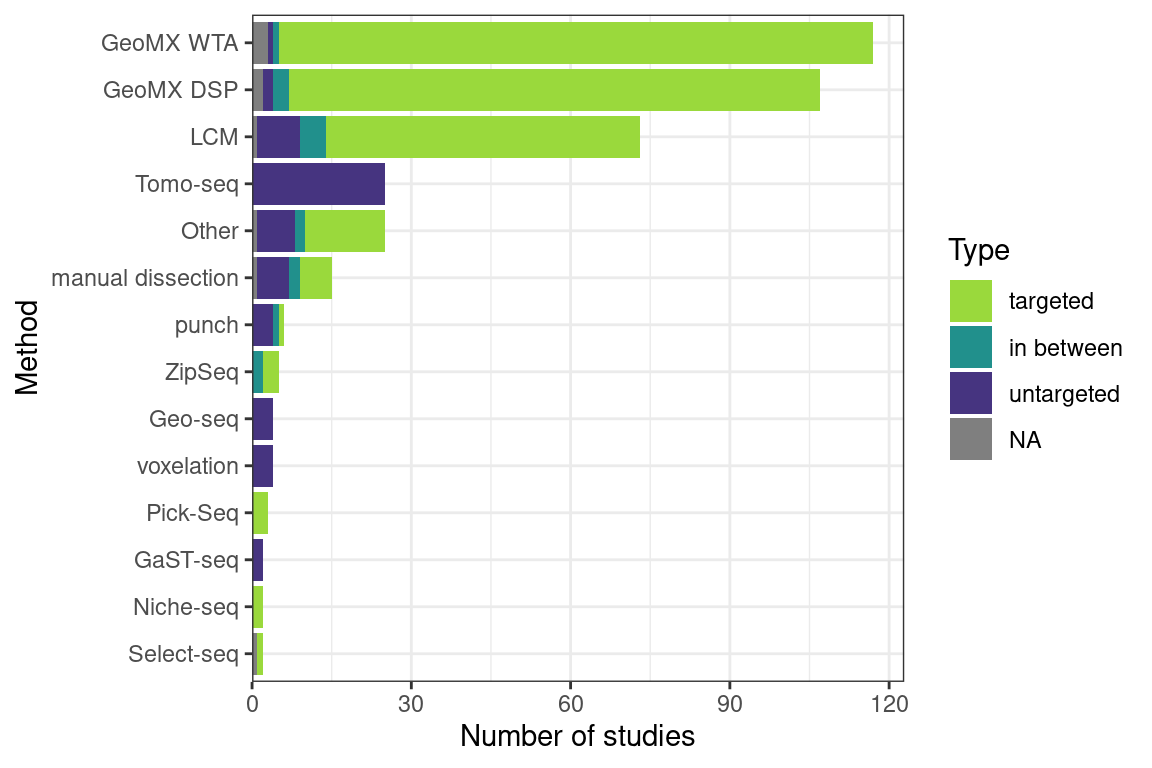 GeoMX WTA
GeoMX DSP
LCM
Tomo-seq
Other
manual dissection
punch
ZipSeq
Geo-seq
voxelation
Pick-Seq
GaST-seq
Niche-seq
Select-seq
Method
0 30 60 90 120
Number of studies
Type
targeted
in between
untargeted
NA